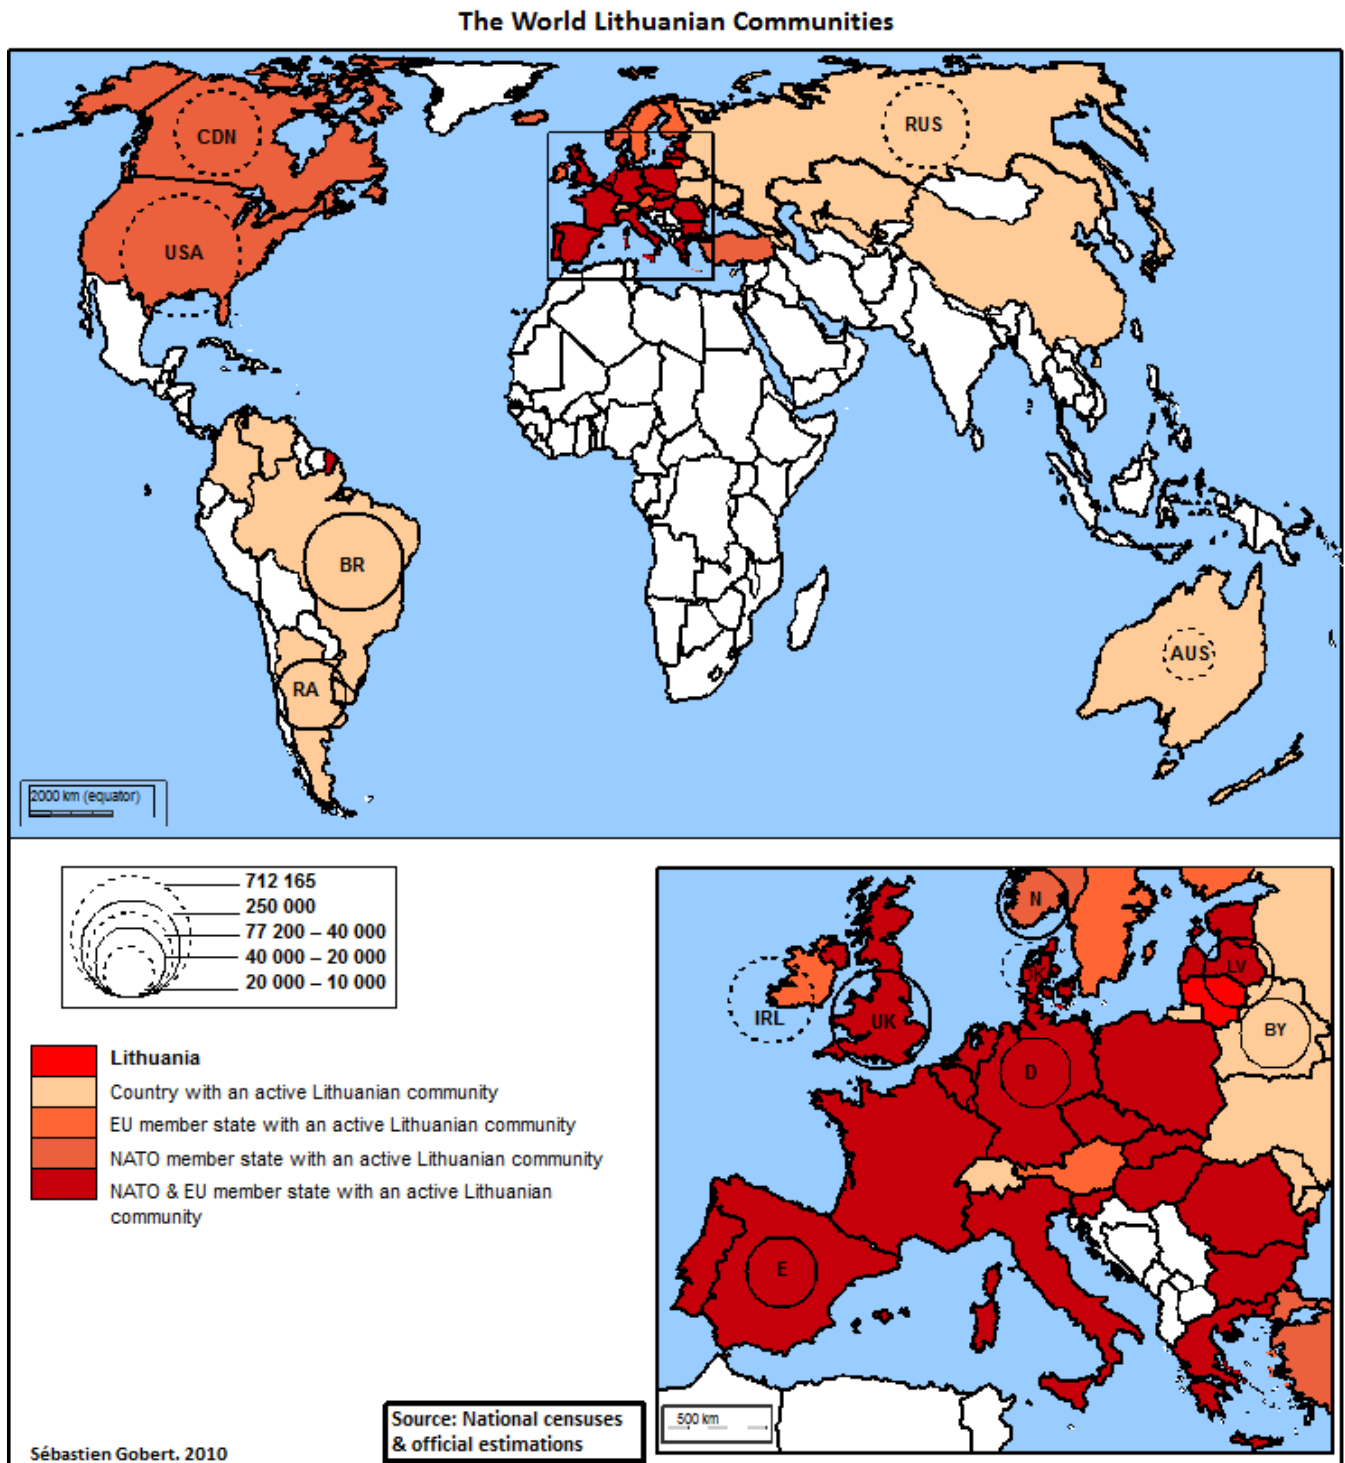 The World Lithuanian Communities
CDN
RUS
USA
BR
AUS
RA
2000 km (equator)
712 165
250 000
77 200 – 40 000
40 000 – 20 000
20 000 – 10 000
Lithuania
Country with an active Lithuanian community
EU member state with an active Lithuanian community
NATO member state with an active Lithuanian community
NATO & EU member state with an active Lithuanian
community
N
DK
LV
IRL
UK
BY
D
E
500 km
Source: National censuses
& official estimations
Sébastien Gobert. 2010